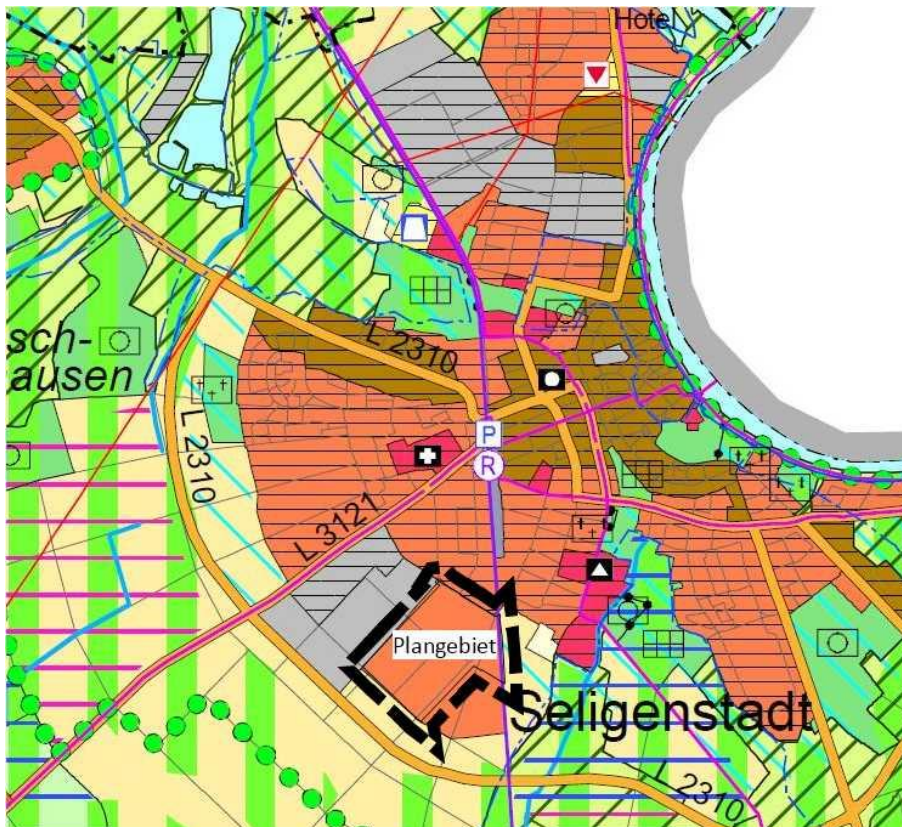 Hotel
L 2310
sch-
ausen
P
R
L 2310
L 3121
Plangebiet
Seligenstadt
L 2310